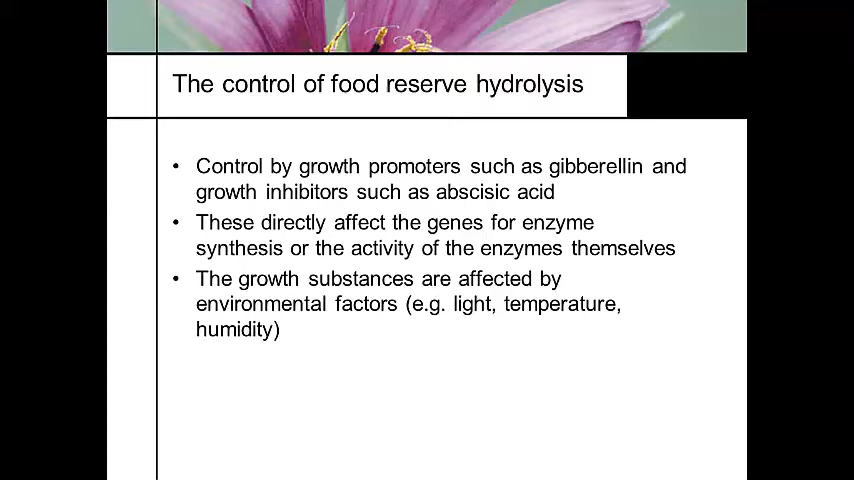 The control of food reserve hydrolysis
• Control by growth promoters such as gibberellin and
growth inhibitors such as abscisic acid
• These directly affect the genes for enzyme
synthesis or the activity of the enzymes themselves
• The growth substances are affected by
environmental factors (e.g. light, temperature,
humidity)